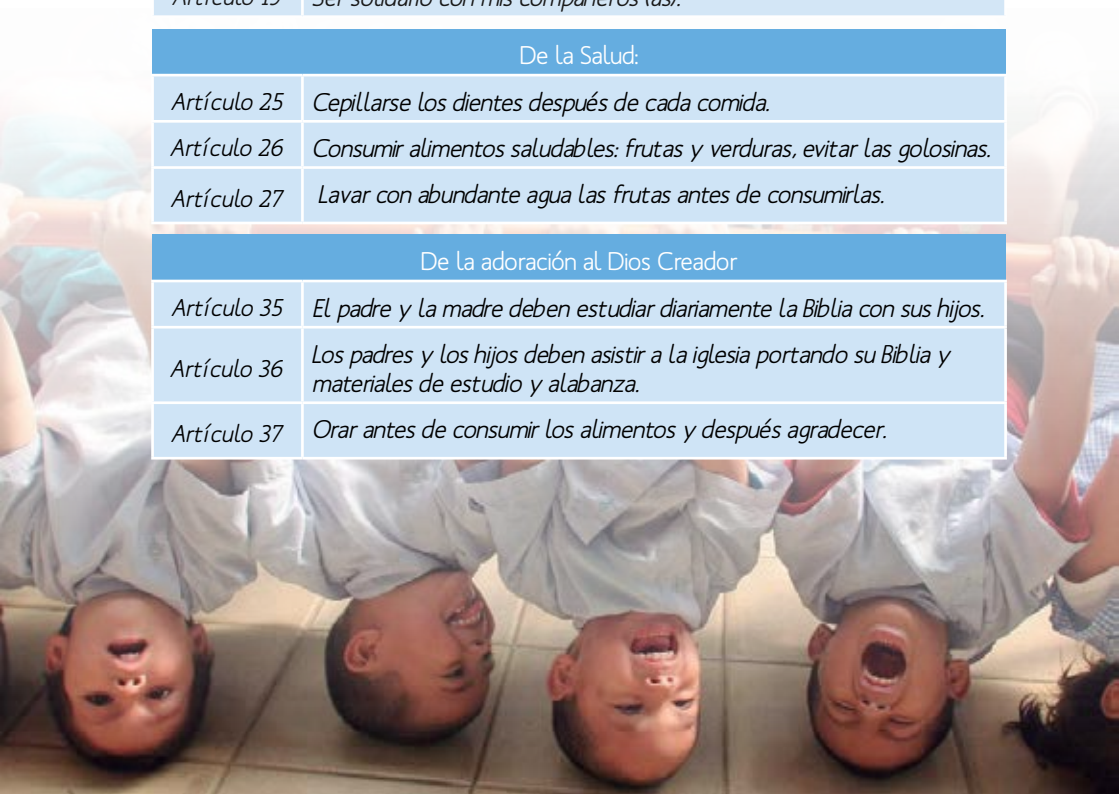 Artículo 19 Ser solidario con mis compañeros (as).
De la Salud:
Artículo 25 Cepillarse los dientes después de cada comida.
Artículo 26 Consumir alimentos saludables: frutas y verduras, evitar las golosinas.
Artículo 27 Lavar con abundante agua las frutas antes de consumirlas.
De la adoración al Dios Creador
Artículo 35 El padre y la madre deben estudiar diariamente la Biblia con sus hijos.
Artículo 36 Los padres y los hijos deben asistir a la iglesia portando su Biblia y
materiales de estudio y alabanza.
Artículo 37 Orar antes de consumir los alimentos y después agradecer.